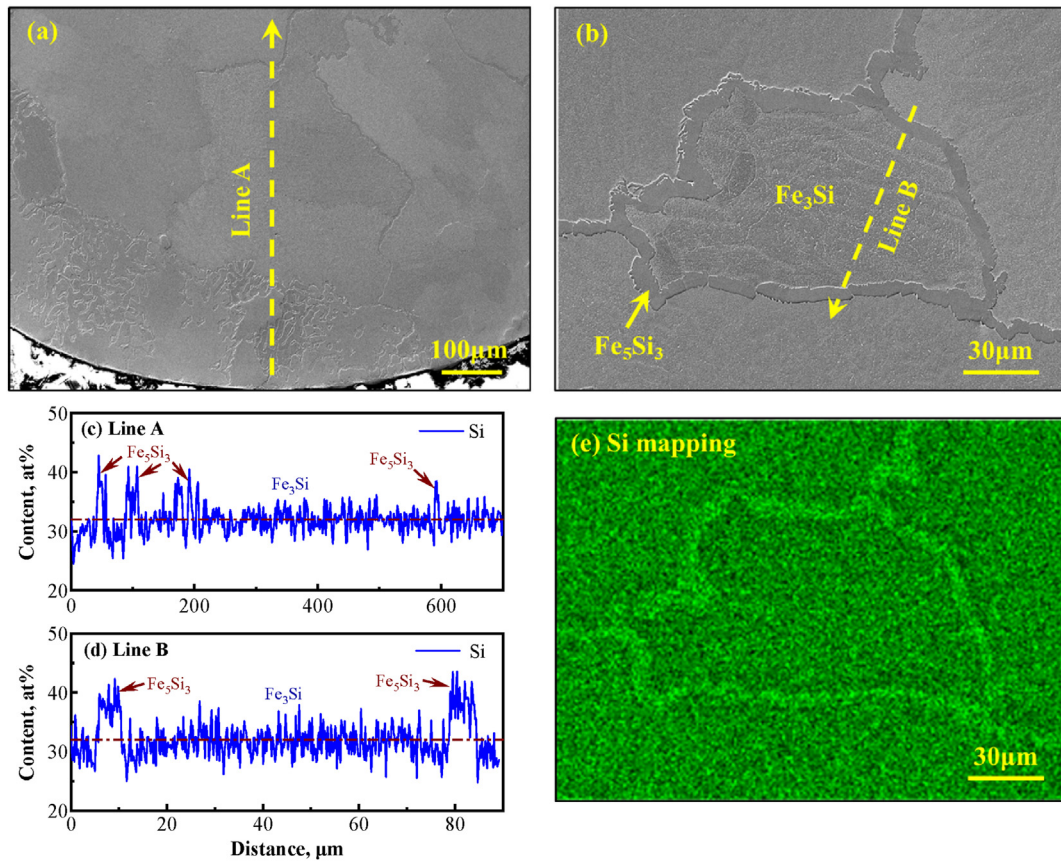 (a)
Line A
100μm
(b)
Fe₃Si
Line B
Fe₅Si₃
30μm
(c) Line A
Si
Fe₅Si₃
Fe₅Si₃
Fe₃Si
Content, at%
50
40
30
20
0
200
400
600
(d) Line B
Si
Fe₅Si₃
Fe₃Si
Fe₅Si₃
Content, at%
50
40
30
20
0
20
40
60
80
Distance, μm
(e) Si mapping
30μm